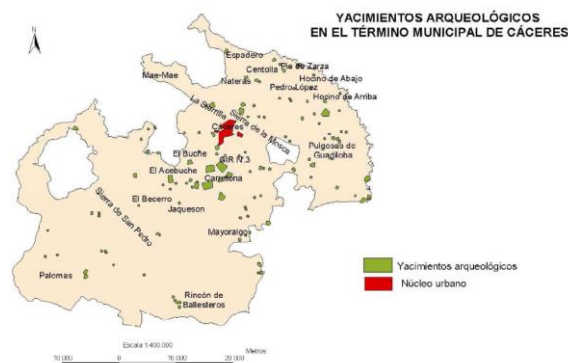 YACIMIENTOS ARQUEOLÓGICOS
EN EL TÉRMINO MUNICIPAL DE CÁCERES
N
Espadero
Centolla
Pie de Zarza
Mae-Mae
Nateras
Hocino de Abajo
Pedro López
Hopino de Arriba
La Sierrilla
Sierra de la Mosca
Cáceres
Pulgosas de
Guadiloba
El Buche
GIR N.3
El Acebuche
Carretona
El Becerro
Jaqueson
Sierra de San Pedro
Mayoralgo
Palomas
Rincón de
Ballesteros
Yacimientos arqueológicos
Núcleo urbano
Escala 1:400.000
Metros
10.000 0 10.000 20.000